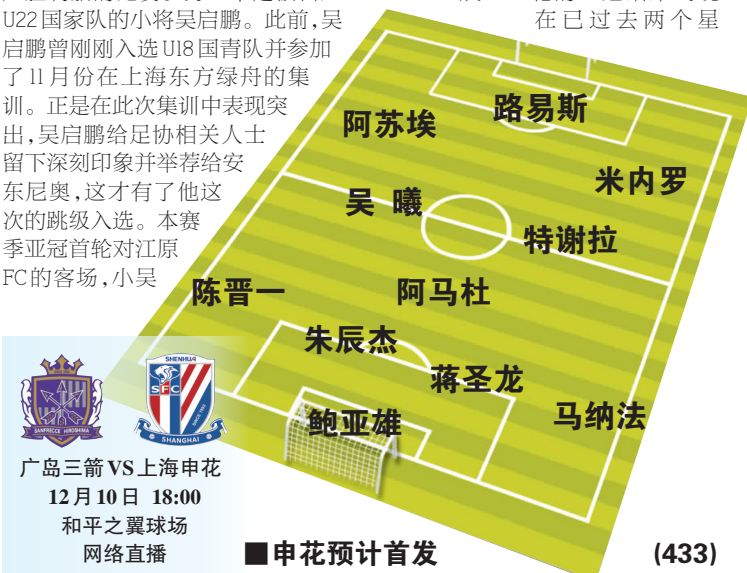 U22国家队的小将吴启鹏。此前,吴
启鹏曾刚刚入选U18国青队并参加
了11月份在上海东方绿舟的集
训。正是在此次集训中表现突
出,吴启鹏给足协相关人士
留下深刻印象并举荐给安
东尼奥,这才有了他这
次的跳级入选。本赛
季亚冠首轮对江原
FC的客场,小吴
在已过去两个星
路易斯
阿苏埃
米内罗
吴 曦
特谢拉
陈晋一
阿马杜
朱辰杰
蒋圣龙
马纳法
鲍亚雄
SANFRECCE HIROSHIMA
SHENHUA
SFC
SINCE 1993
SHANGHAI
广岛三箭VS上海申花
12月10日 18:00
和平之翼球场
网络直播
■申花预计首发
(433)